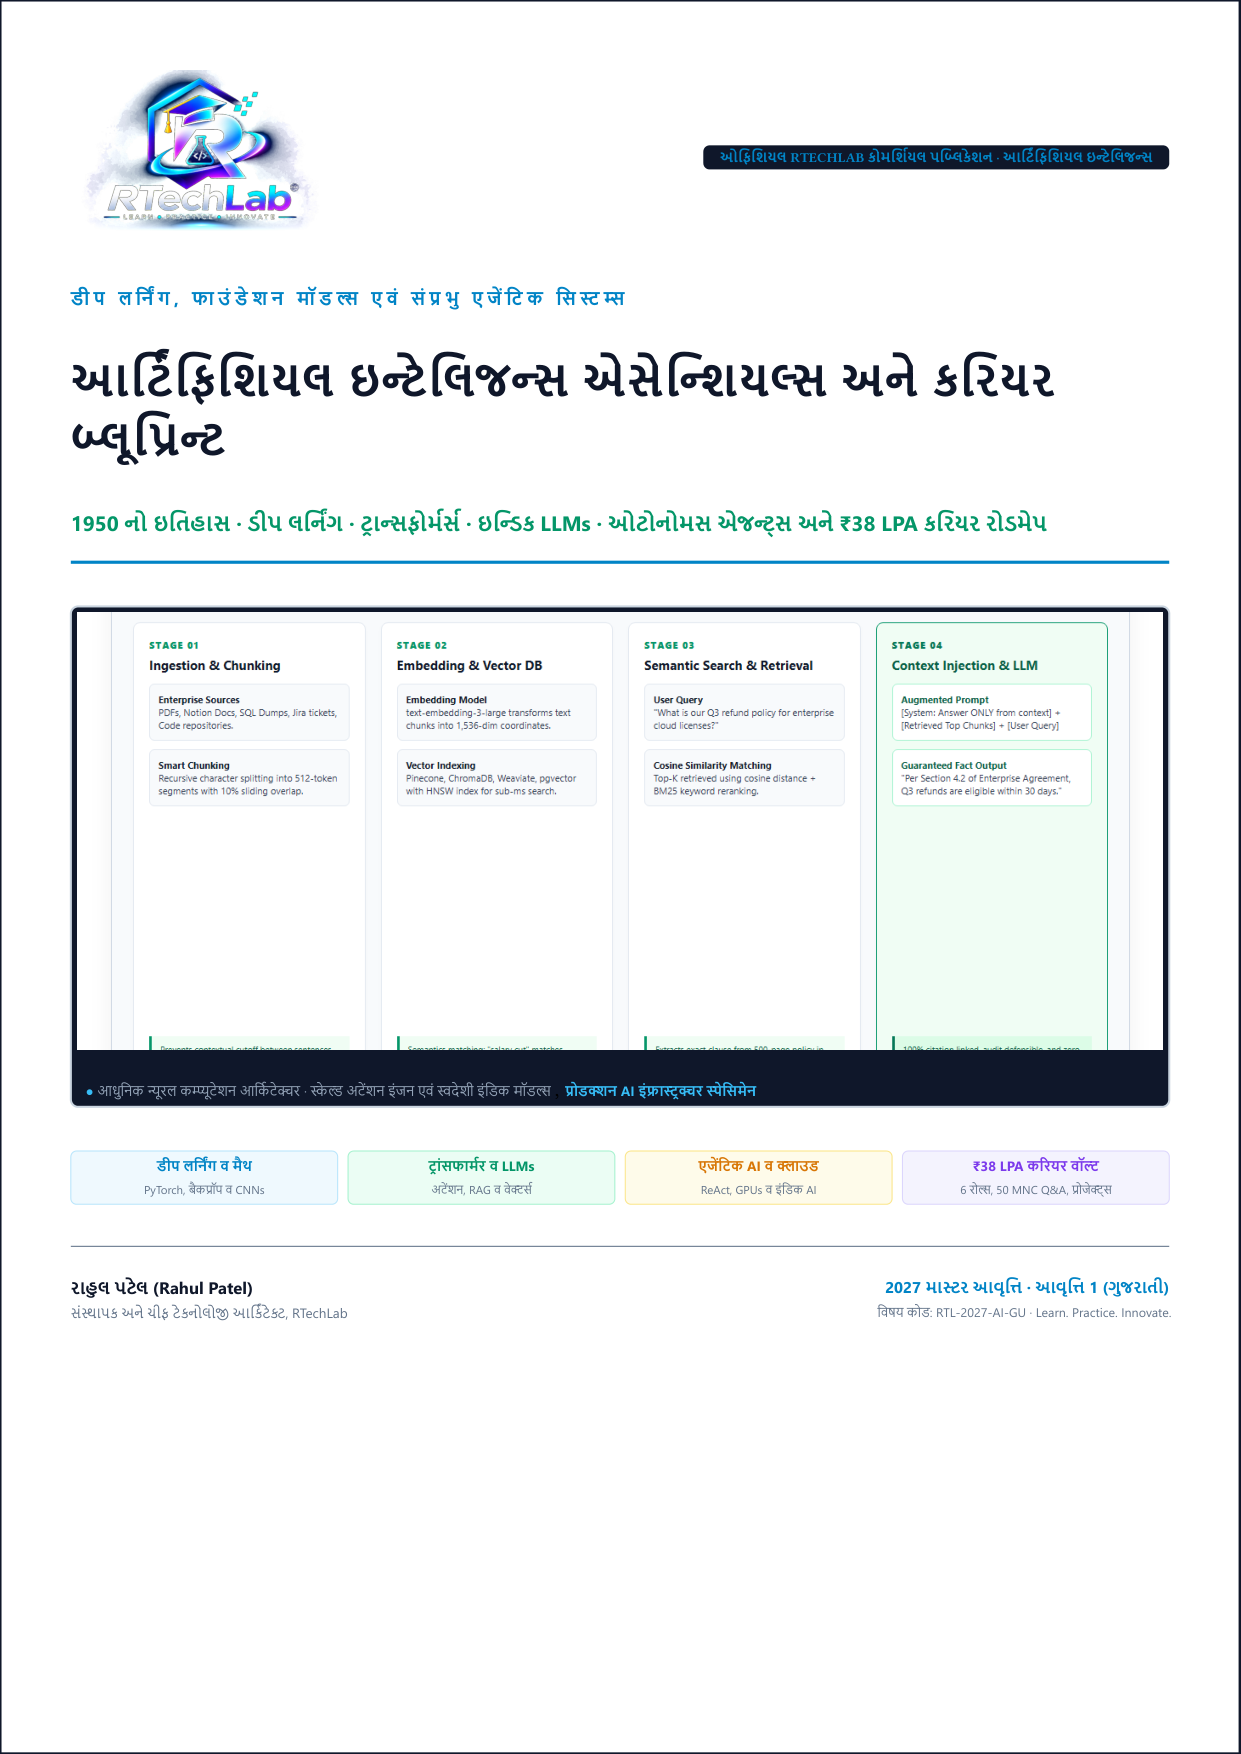 RTechLab
LEARN • PRACTICE • INNOVATE
ઓફિશિયલ RTECHLAB કોમર્શિયલ પબ્લિકેશન · આર્ટિફિશિયલ ઇન્ટેલિજન્સ
ડીપ લર્નિંગ, ફાઉંડેશન મૉડલ્સ એવં સંપ્રભુ એજેંટિક સિસ્ટમ્સ
આર્ટિફિશિયલ ઇન્ટેલિજન્સ એસેન્શિયલ્સ અને કરિયર
બ્લૂપ્રિન્ટ
1950 નો ઇતિહાસ · ડીપ લર્નિંગ · ટ્રાન્સફોર્મર્સ · ઇન્ડિક LLMs · ઓટોનોમસ એજન્ટ્સ અને ₹38 LPA કરિયર રોડમેપ
STAGE 01
Ingestion & Chunking
Enterprise Sources
PDFs, Notion Docs, SQL Dumps, Jira tickets,
Code repositories.
Smart Chunking
Recursive character splitting into 512-token
segments with 10% sliding overlap.
STAGE 02
Embedding & Vector DB
Embedding Model
text-embedding-3-large transforms text
chunks into 1,536-dim coordinates.
Vector Indexing
Pinecone, ChromaDB, Weaviate, pgvector
with HNSW index for sub-ms search.
STAGE 03
Semantic Search & Retrieval
User Query
"What is our Q3 refund policy for enterprise
cloud licenses?"
Cosine Similarity Matching
Top-K retrieved using cosine distance +
BM25 keyword reranking.
STAGE 04
Context Injection & LLM
Augmented Prompt
[System: Answer ONLY from context] +
[Retrieved Top Chunks] + [User Query]
Guaranteed Fact Output
"Per Section 4.2 of Enterprise Agreement,
Q3 refunds are eligible within 30 days."
● आधुनिक न्यूरल कम्प्यूटेशन आर्किटेक्चर · स्केल्ड अटेंशन इंजन एवं स्वदेशी इंडिक मॉडल्स · प्रोडक्शन AI इंफ्रास्ट्रक्चर स्पेसिमेन
डीप लर्निंग व मैथ
PyTorch, बैकप्रॉप व CNNs
ट्रांसफार्मर व LLMs
अटेंशन, RAG व वेक्टर्स
एजेंटिक AI व क्लाउड
ReAct, GPUs व इंडिक AI
₹38 LPA करियर वॉल्ट
6 रोल्स, 50 MNC Q&A, प्रोजेक्ट्स
રાહુલ પટેલ (Rahul Patel)
સંસ્થાપક અને ચીફ ટેકનોલોજી આર્કિટેક્ટ, RTechLab
2027 માસ્ટર આવૃત્તિ · આવૃત્તિ 1 (ગુજરાતી)
विषय कोड: RTL-2027-AI-GU · Learn. Practice. Innovate.